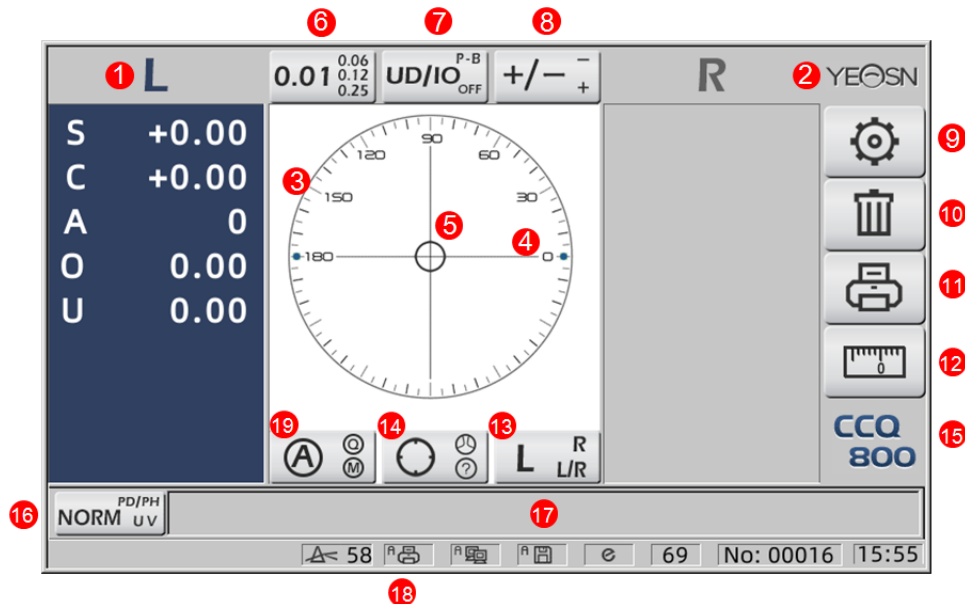 6 7 8
1 L
0.01 0.06 0.12 0.25
UD/IO P-B OFF
+/- - +
R
2 YEOSN
S +0.00
C +0.00
A 0
O 0.00
U 0.00
90
120 60
3 150 30
5 4
180 0
9
10
11
12
0
19 14 13
A Q M
?
L R L/R
CCQ 800 15
16 NORM PD/PH UV
17
58 A A A e 69 No: 00016 15:55
18